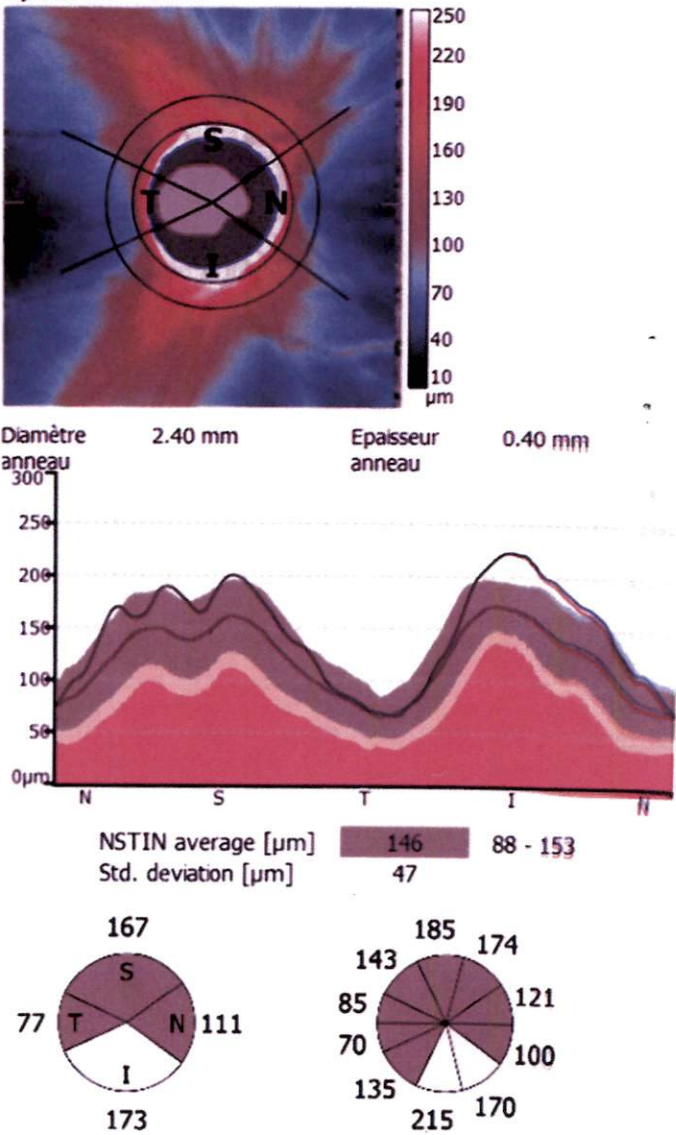 250
220
190
160
130
100
70
40
10
µm
S
T N
I
Diamètre anneau 2.40 mm Epaisseur anneau 0.40 mm
300
250
200
150
100
50
0µm
N S T I N
NSTIN average [µm] 146 88 - 153
Std. deviation [µm] 47
167
S
77 T N 111
I
173
185
143 174
85 121
70 100
135 170
215